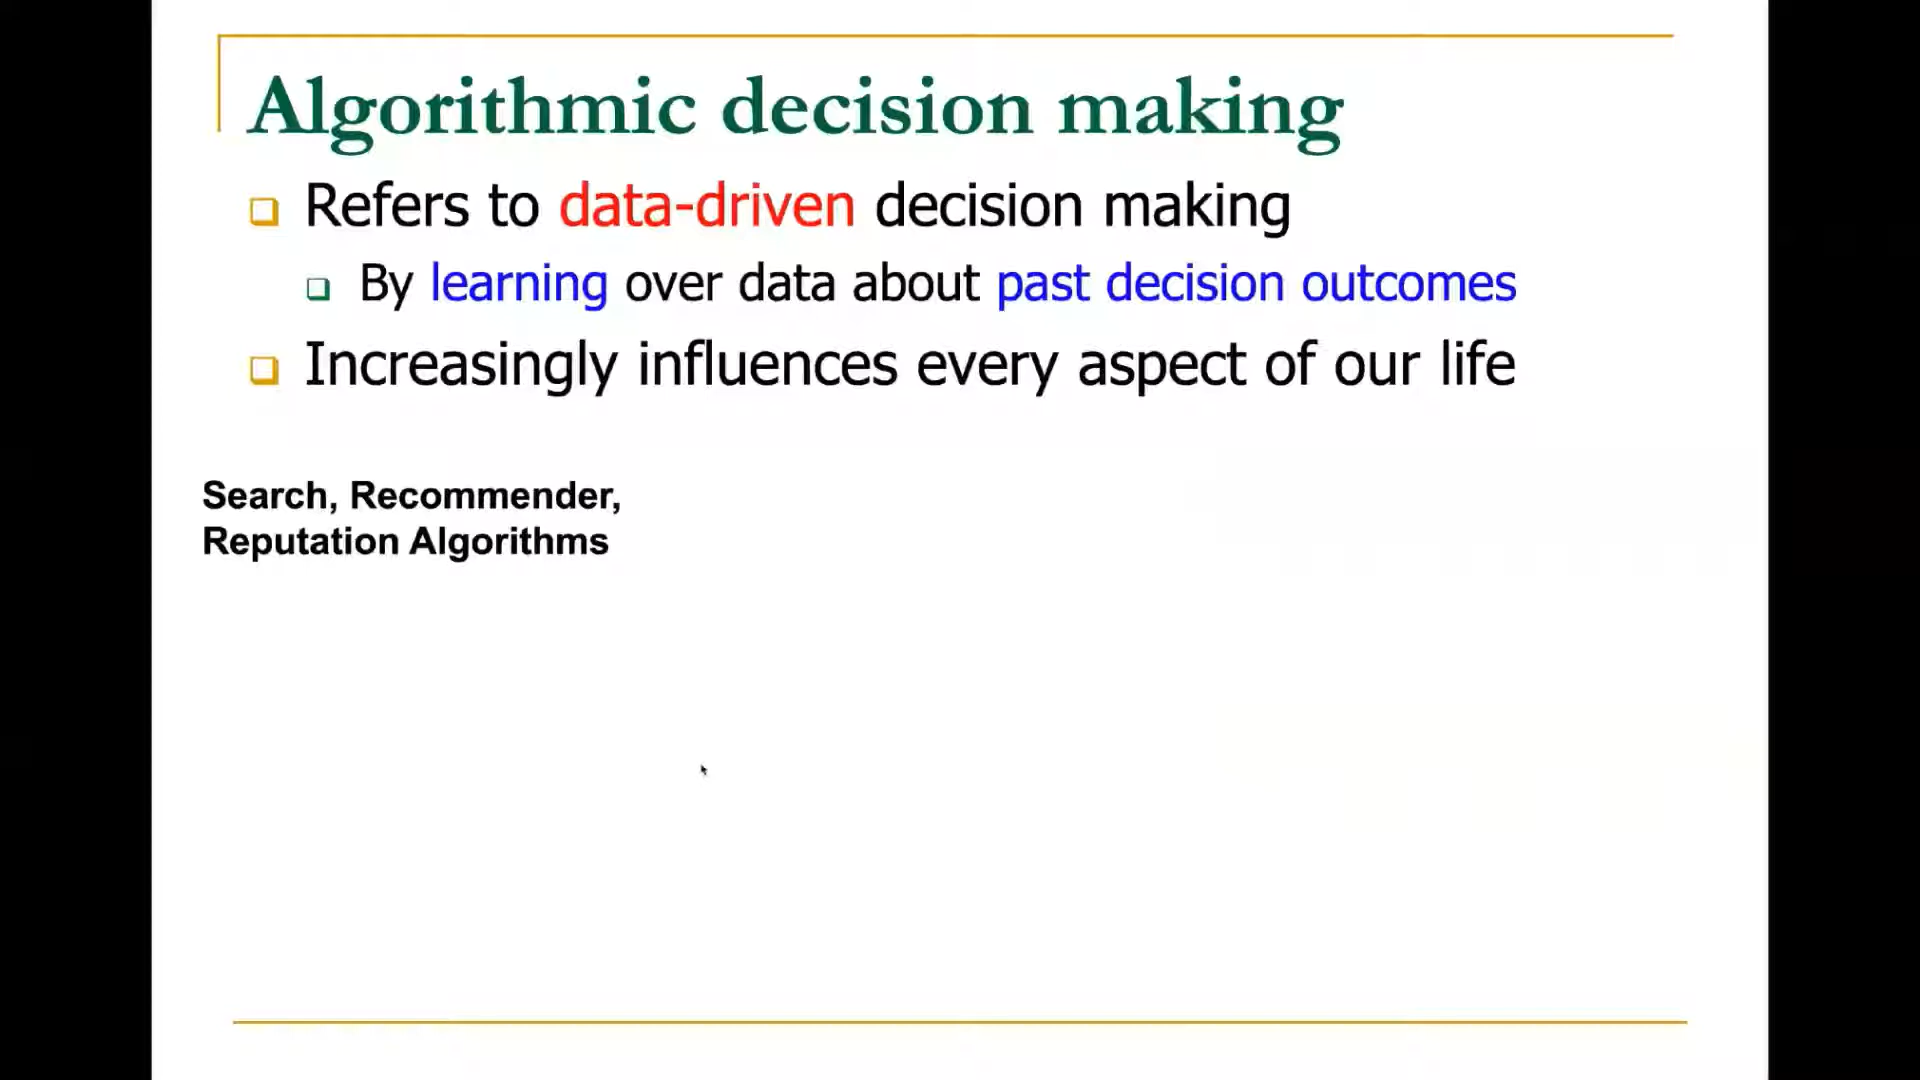 Algorithmic decision making
Refers to data-driven decision making
By learning over data about past decision outcomes
Increasingly influences every aspect of our life
Search, Recommender,
Reputation Algorithms